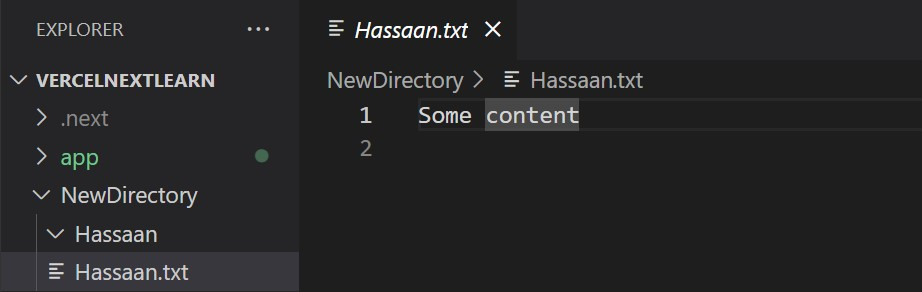 EXPLORER ...
VERCELNEXTLEARN
.next
app
NewDirectory
Hassaan
Hassaan.txt
Hassaan.txt
NewDirectory > Hassaan.txt
1 Some content
2